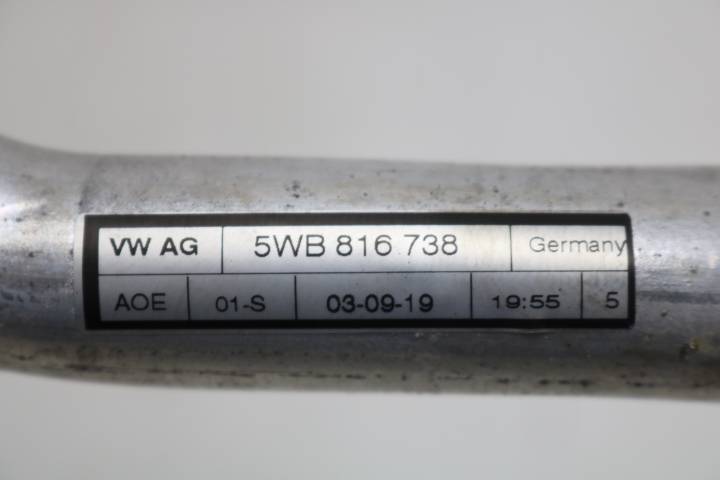 VW AG 5WB 816 738 Germany
AOE 01-S 03-09-19 19:55 5